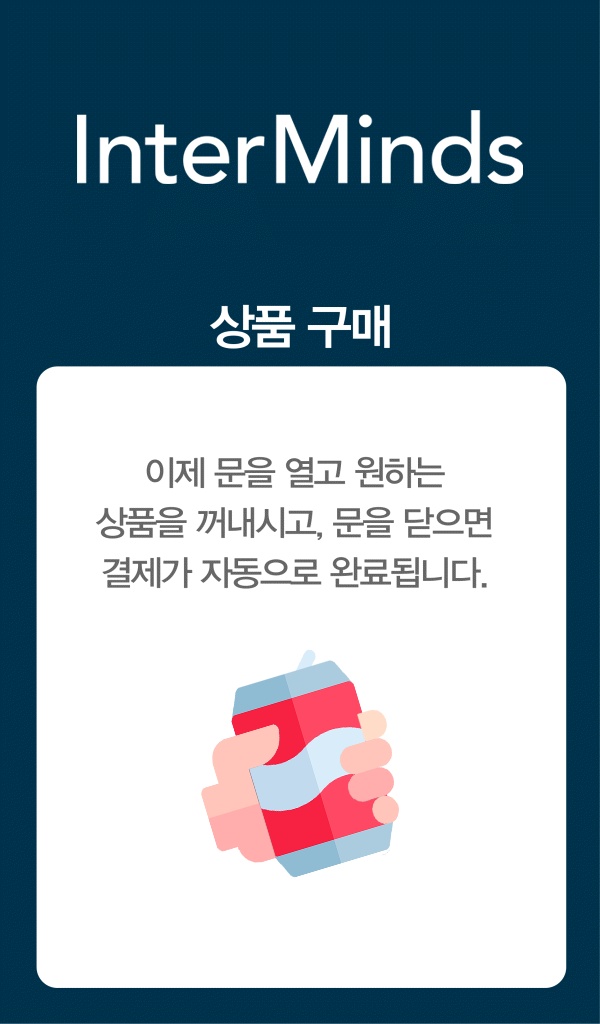 InterMinds
상품 구매
이제 문을 열고 원하는
상품을 꺼내시고, 문을 닫으면
결제가 자동으로 완료됩니다.